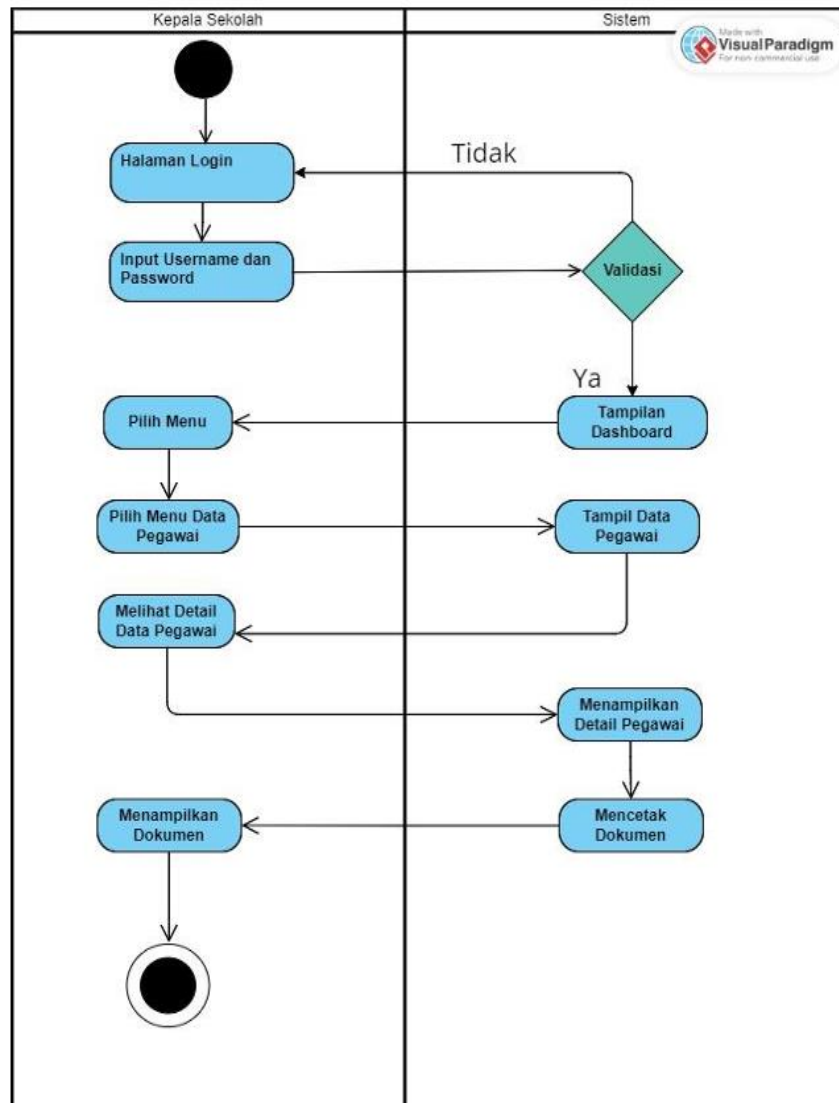 Kepala Sekolah
Sistem
Made with
Visual Paradigm
For non-commercial use
Halaman Login
Tidak
Input Username dan
Password
Validasi
Ya
Pilih Menu
Tampilan
Dashboard
Pilih Menu Data
Pegawai
Tampil Data
Pegawai
Melihat Detail
Data Pegawai
Menampilkan
Detail Pegawai
Menampilkan
Dokumen
Mencetak
Dokumen